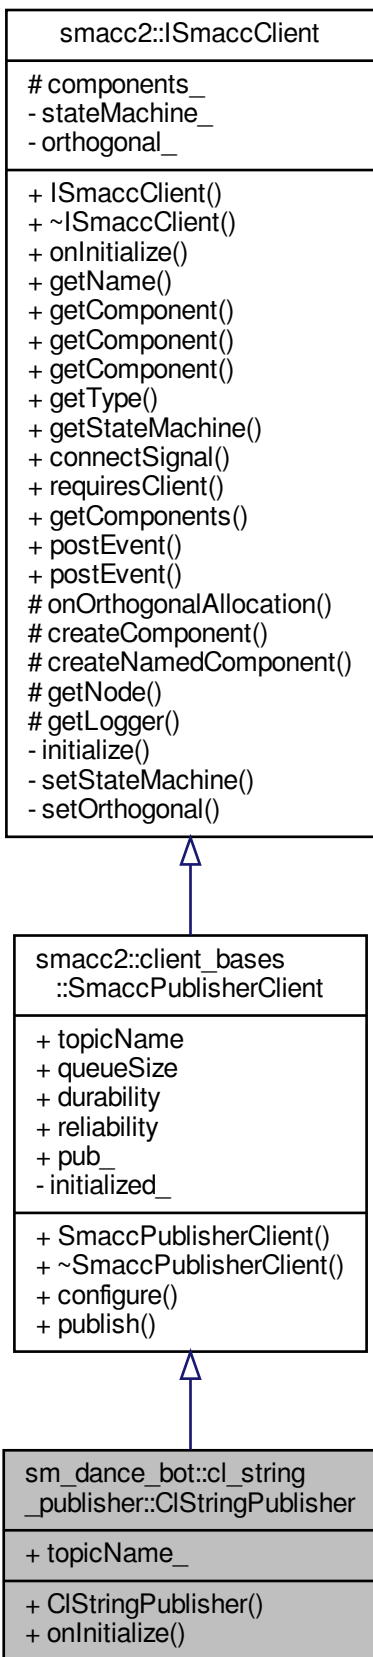 smacc2::ISmaccClient
# components_
- stateMachine_
- orthogonal_
+ ISmaccClient()
+ ~ISmaccClient()
+ onInitialize()
+ getName()
+ getComponent()
+ getComponent()
+ getComponent()
+ getType()
+ getStateMachine()
+ connectSignal()
+ requiresClient()
+ getComponents()
+ postEvent()
+ postEvent()
# onOrthogonalAllocation()
# createComponent()
# createNamedComponent()
# getNode()
# getLogger()
- initialize()
- setStateMachine()
- setOrthogonal()
smacc2::client_bases
::SmaccPublisherClient
+ topicName
+ queueSize
+ durability
+ reliability
+ pub_
- initialized_
+ SmaccPublisherClient()
+ ~SmaccPublisherClient()
+ configure()
+ publish()
sm_dance_bot::cl_string
_publisher::ClStringPublisher
+ topicName_
+ ClStringPublisher()
+ onInitialize()